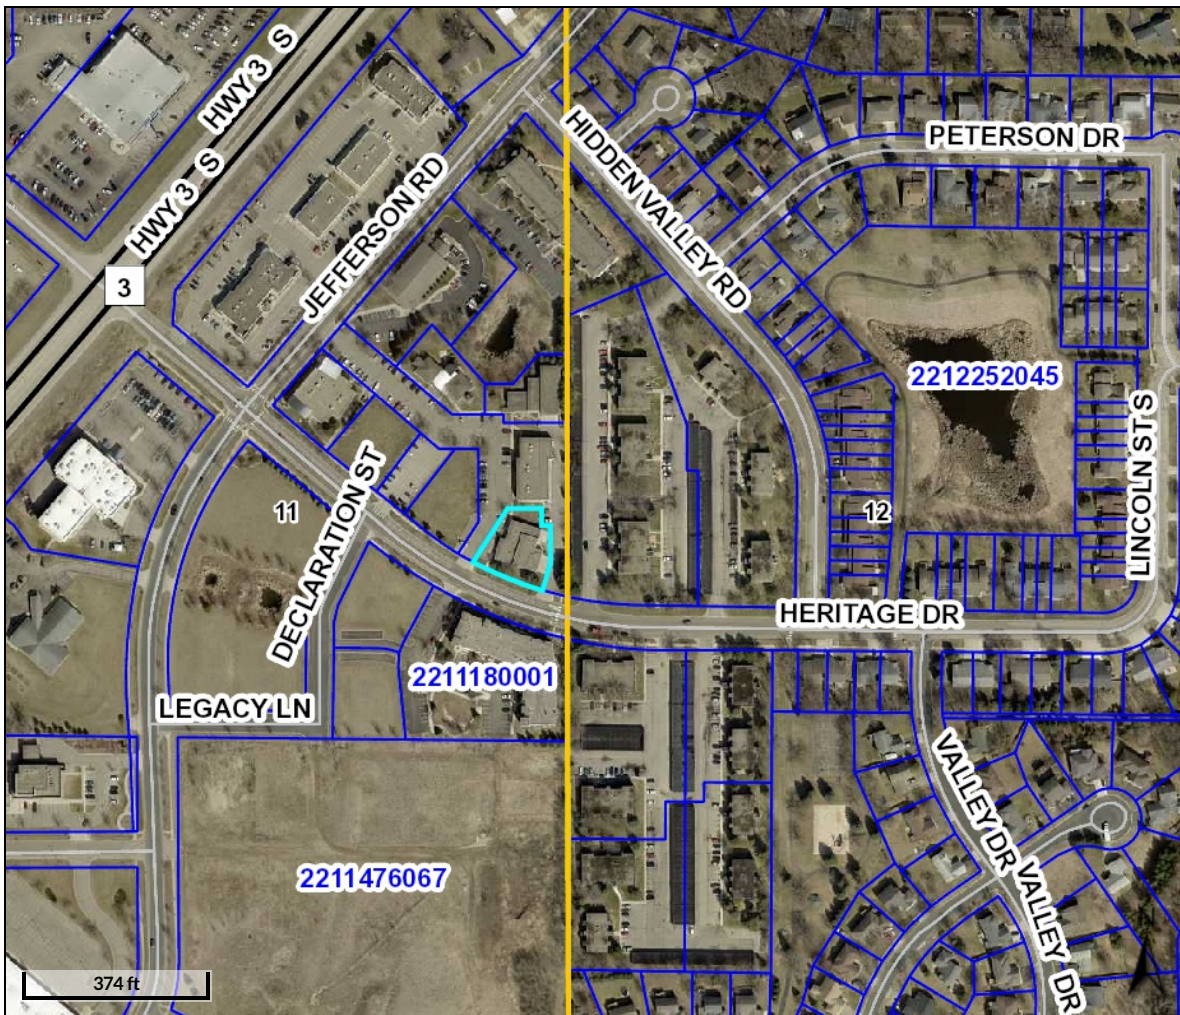 HWY 3 S
HWY 3 S
3
JEFFERSON RD
HIDDEN VALLEY RD
PETERSON DR
2212252045
LINCOLN ST S
DECLARATION ST
11
12
HERITAGE DR
2211180001
LEGACY LN
VALLEY DR
VALLEY DR
2211476067
374 ft